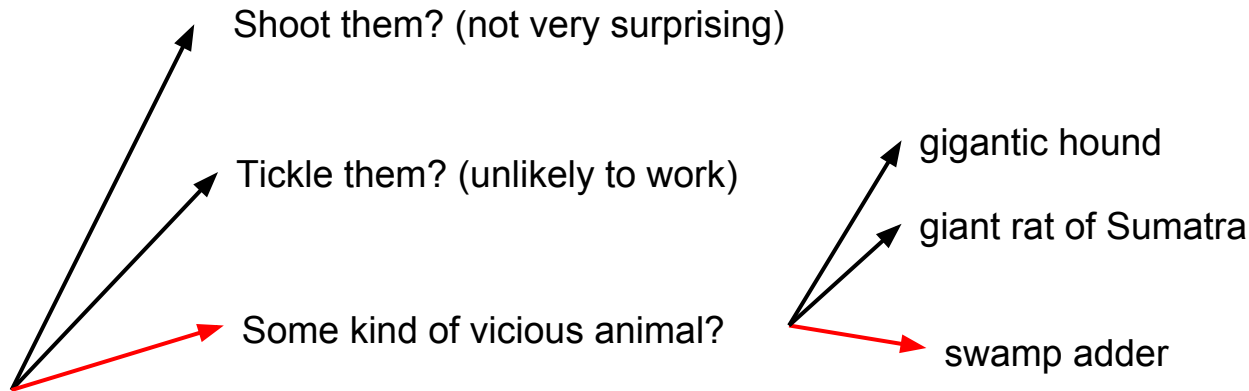 Shoot them? (not very surprising)
Tickle them? (unlikely to work)
Some kind of vicious animal?
gigantic hound
giant rat of Sumatra
swamp adder